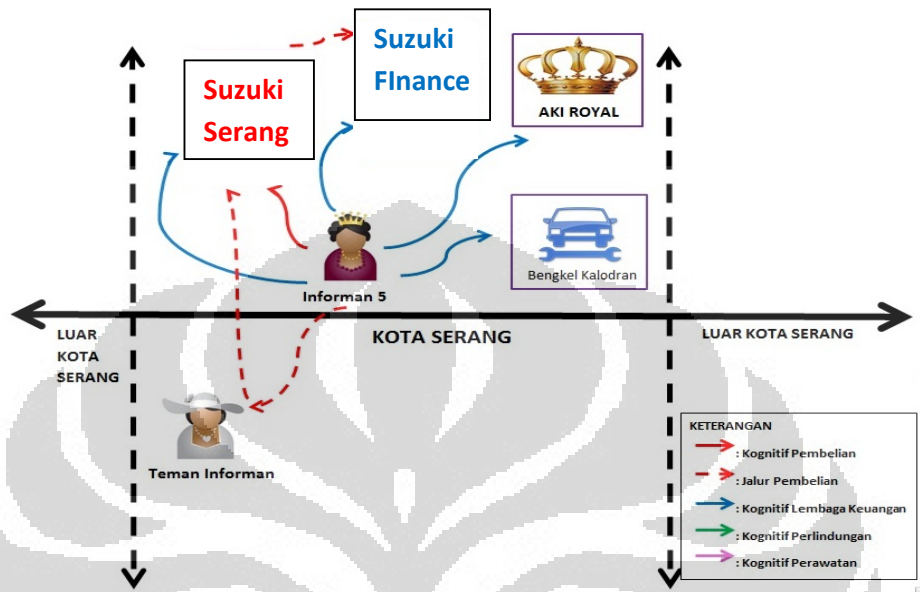 Suzuki
FInance
Suzuki
Serang
AKI ROYAL
Bengkel Kalodran
Informan 5
LUAR
KOTA
SERANG
KOTA SERANG
LUAR KOTA SERANG
Teman Informan
KETERANGAN
: Kognitif Pembelian
: Jalur Pembelian
: Kognitif Lembaga Keuangan
: Kognitif Perlindungan
: Kognitif Perawatan